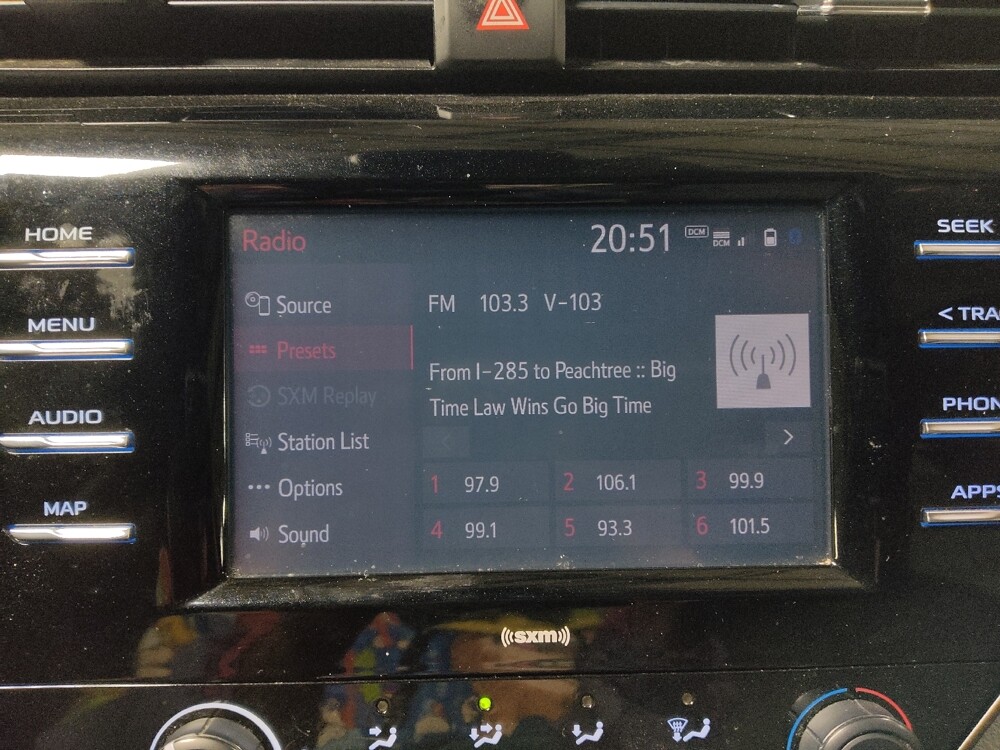 HOME
MENU
AUDIO
MAP
Radio
20:51
DCM
DCM
Source
Presets
SXM Replay
Station List
Options
Sound
FM 103.3 V-103
From I-285 to Peachtree :: Big
Time Law Wins Go Big Time
1 97.9 2 106.1 3 99.9
4 99.1 5 93.3 6 101.5
SEEK
< TRA
PHON
APPS
sxm